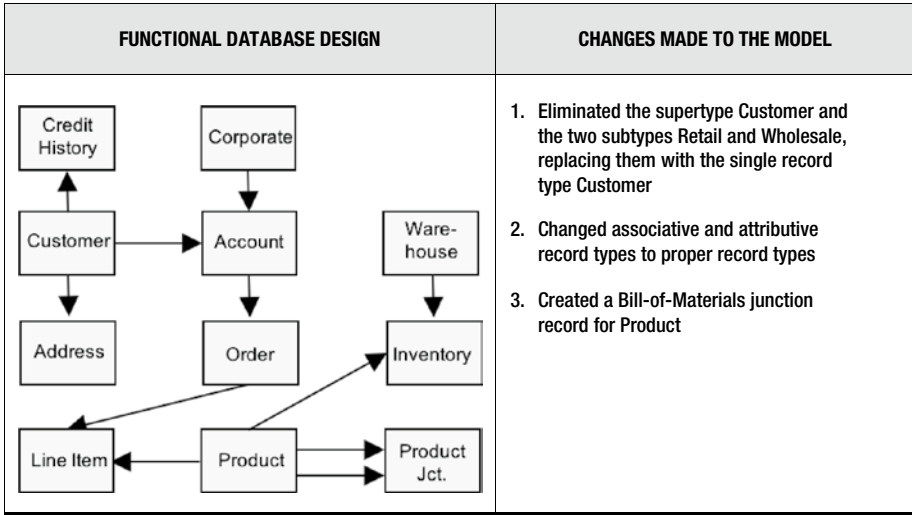 FUNCTIONAL DATABASE DESIGN
CHANGES MADE TO THE MODEL
Credit
History
Corporate
Customer
Account
Ware-
house
Address
Order
Inventory
Line Item
Product
Product
Jct.
1. Eliminated the supertype Customer and
the two subtypes Retail and Wholesale,
replacing them with the single record
type Customer
2. Changed associative and attributive
record types to proper record types
3. Created a Bill-of-Materials junction
record for Product